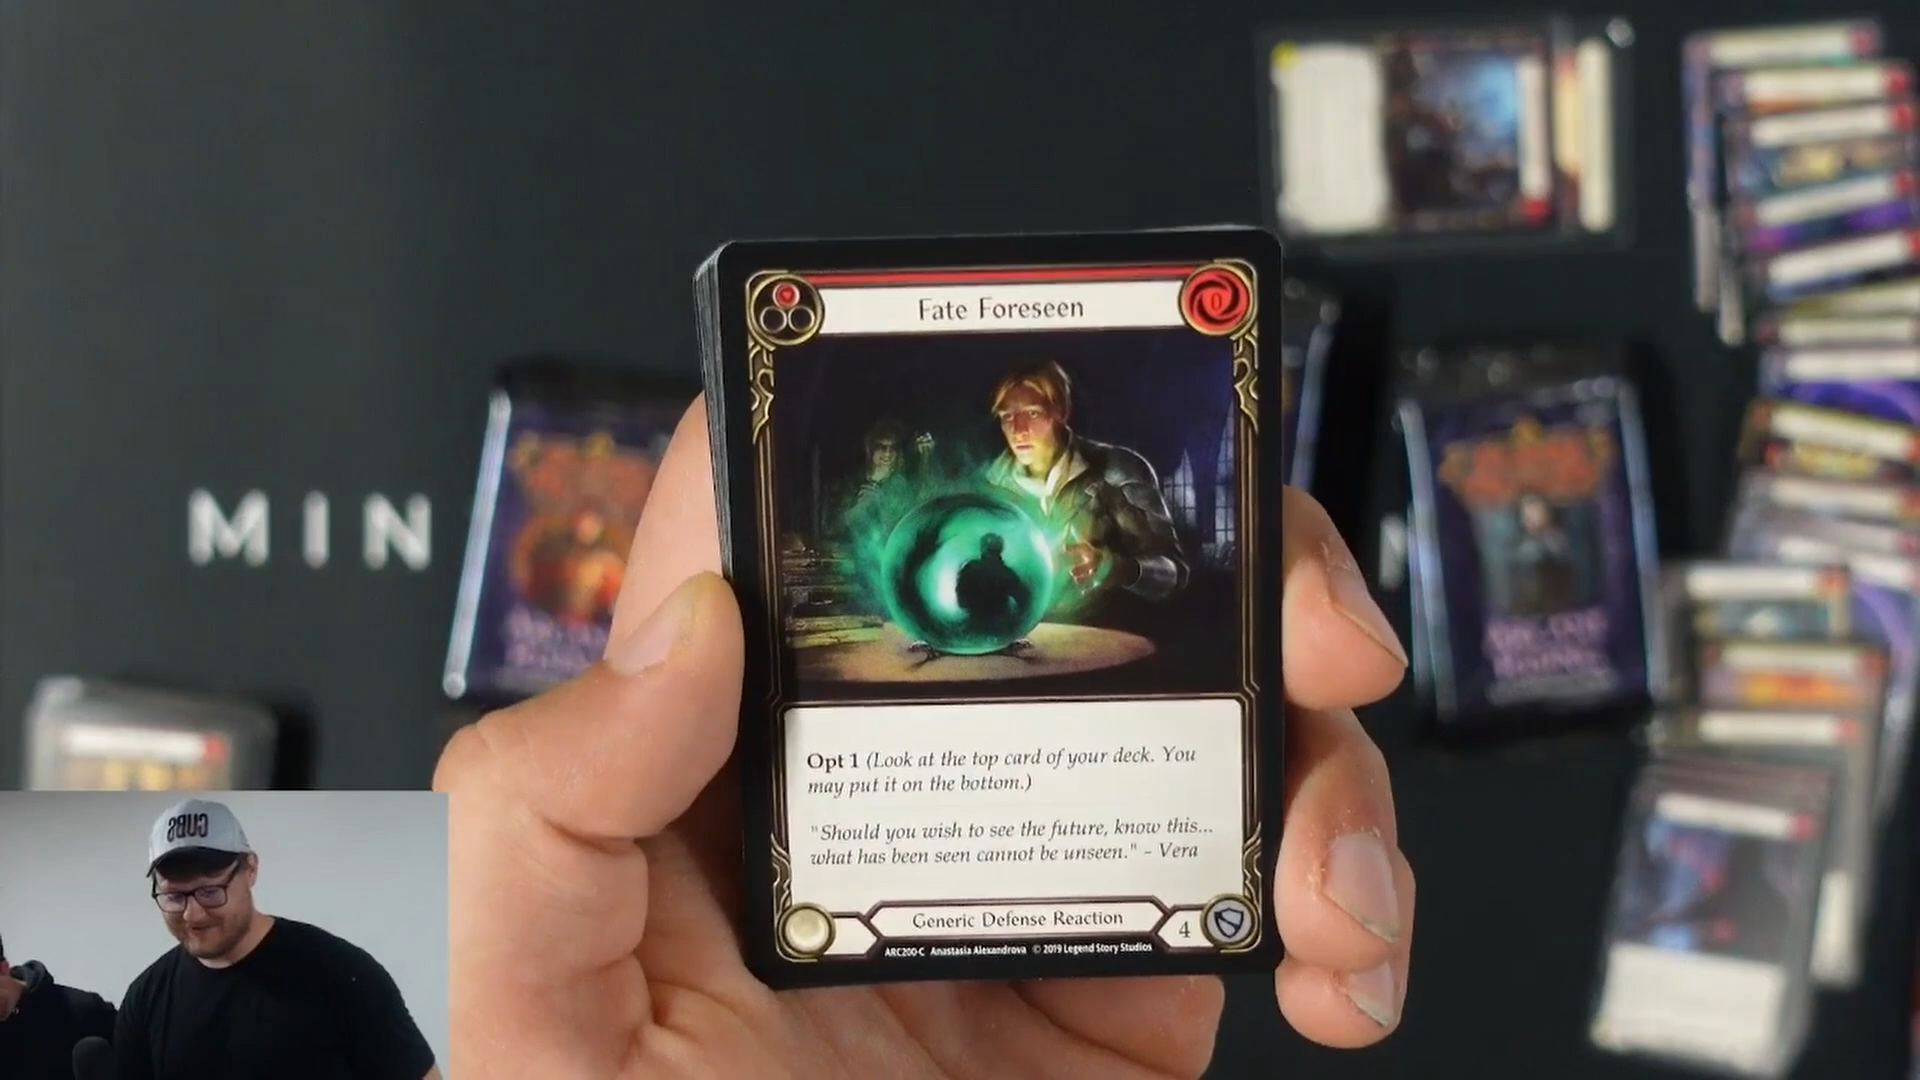 Fate Foreseen
0
MIN
Opt 1 (Look at the top card of your deck. You
may put it on the bottom.)
"Should you wish to see the future, know this...
what has been seen cannot be unseen." - Vera
Generic Defense Reaction
4
ARC200-C Anastasia Alexandrova © 2019 Legend Story Studios
CUBS